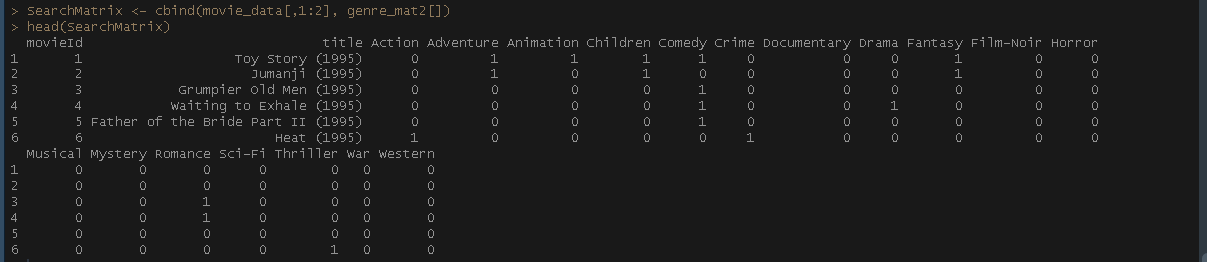 > SearchMatrix <- cbind(movie_data[,1:2], genre_mat2[])
> head(SearchMatrix)
  movieId                              title Action Adventure Animation Children Comedy Crime Documentary Drama Fantasy Film-Noir Horror
1       1                   Toy Story (1995)      0         1         1        1      1     0           0     0       1         0      0
2       2                     Jumanji (1995)      0         1         0        1      0     0           0     0       1         0      0
3       3            Grumpier Old Men (1995)      0         0         0        0      1     0           0     0       0         0      0
4       4           Waiting to Exhale (1995)      0         0         0        0      1     0           0     1       0         0      0
5       5 Father of the Bride Part II (1995)      0         0         0        0      1     0           0     0       0         0      0
6       6                        Heat (1995)      1         0         0        0      0     1           0     0       0         0      0
  Musical Mystery Romance Sci-Fi Thriller War Western
1       0       0       0      0        0   0       0
2       0       0       0      0        0   0       0
3       0       0       1      0        0   0       0
4       0       0       1      0        0   0       0
5       0       0       0      0        0   0       0
6       0       0       0      0        1   0       0